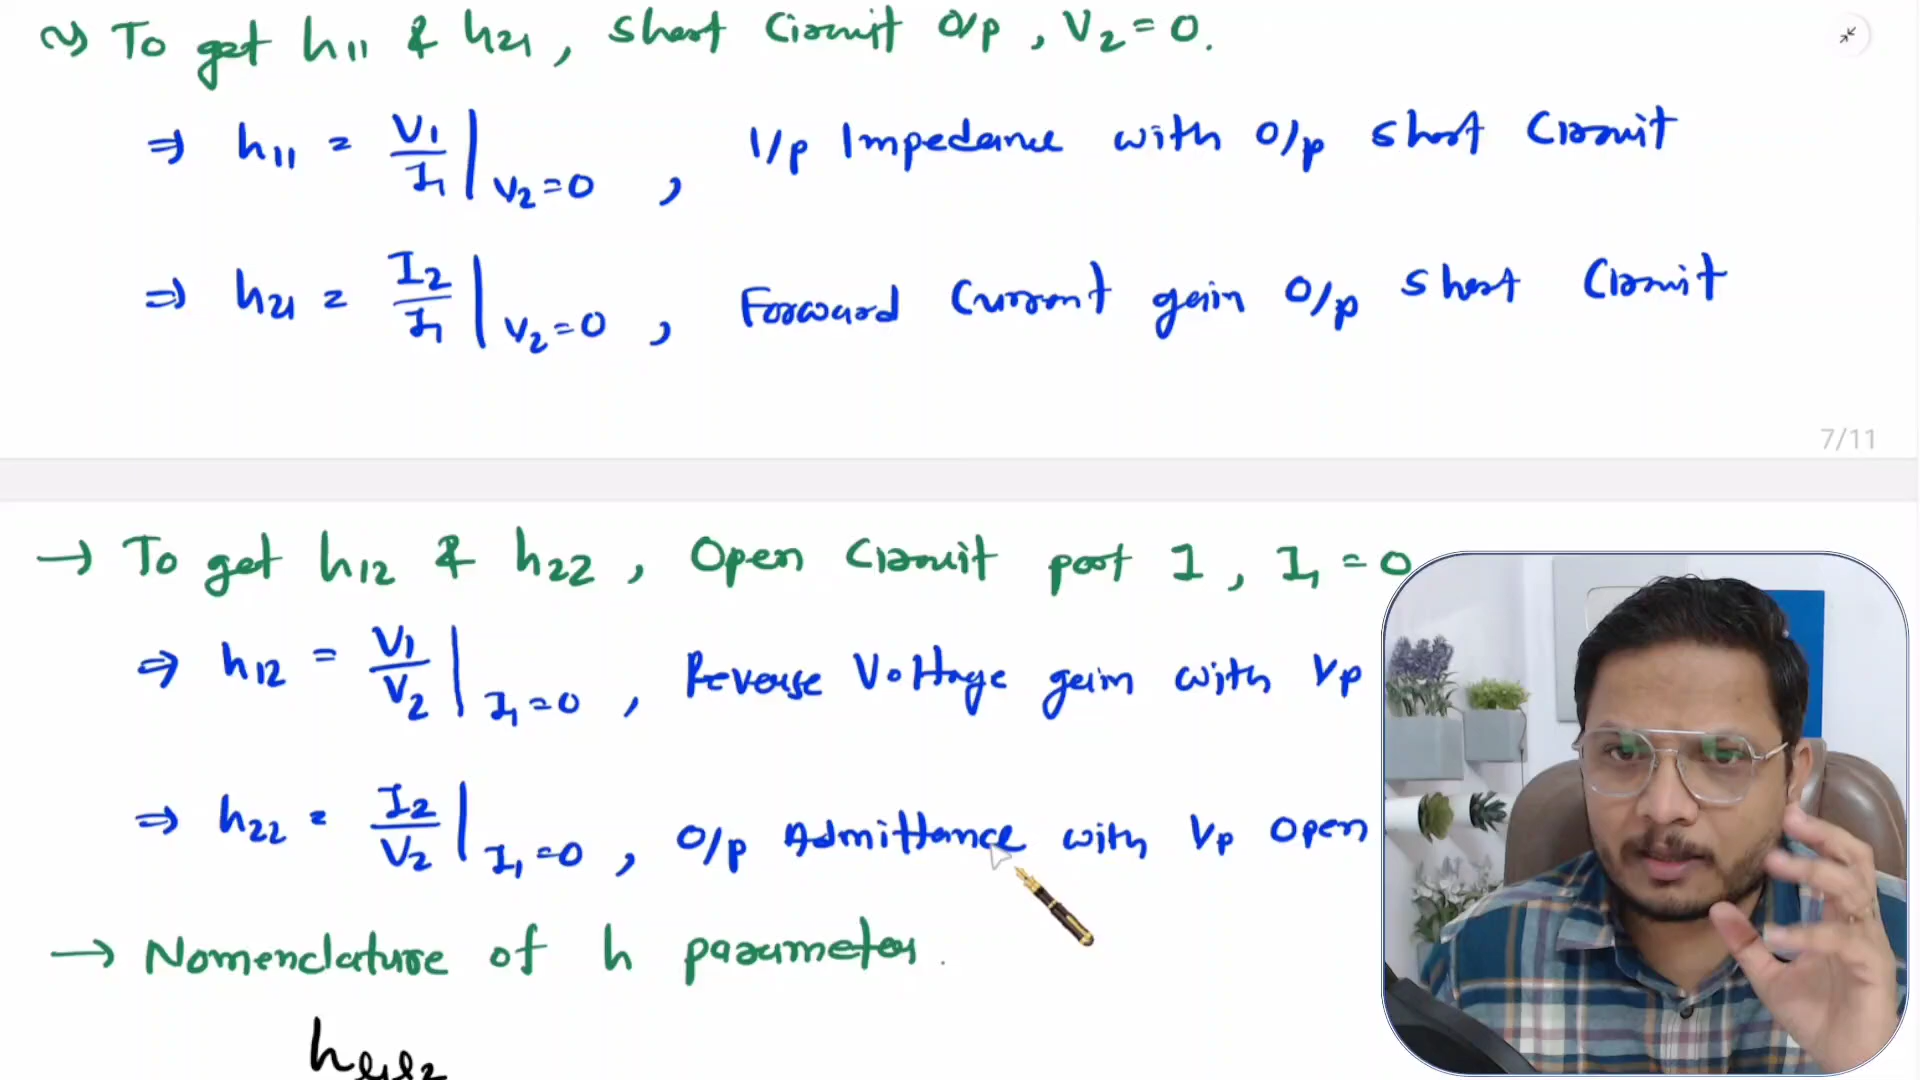 ~> To get h11 & h21, short Circuit O/p, V2 = 0.
⇒ h11 = V1/I1 | V2=0 , I/p Impedance with O/p short Circuit
⇒ h21 = I2/I1 | V2=0 , Forward Current gain O/p short Circuit
7/11
→ To get h12 & h22, Open Circuit port 1, I1 = 0
⇒ h12 = V1/V2 | I1=0 , Reverse Voltage gain with I/p
⇒ h22 = I2/V2 | I1=0 , O/p Admittance with I/p Open
→ Nomenclature of h parameter.